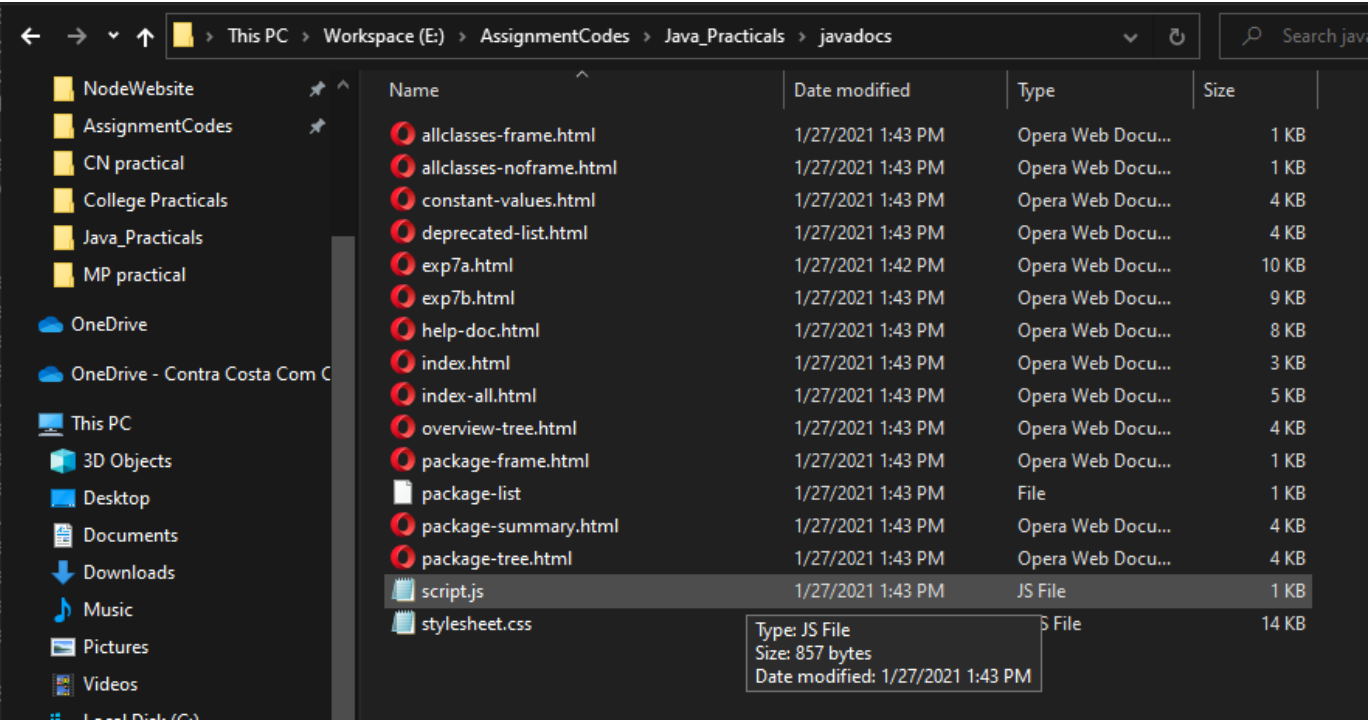 This PC > Workspace (E:) > AssignmentCodes > Java_Practicals > javadocs
Search java
NodeWebsite
AssignmentCodes
CN practical
College Practicals
Java_Practicals
MP practical
OneDrive
OneDrive - Contra Costa Com C
This PC
3D Objects
Desktop
Documents
Downloads
Music
Pictures
Videos
Local Disk (C:)
Name Date modified Type Size
allclasses-frame.html 1/27/2021 1:43 PM Opera Web Docu... 1 KB
allclasses-noframe.html 1/27/2021 1:43 PM Opera Web Docu... 1 KB
constant-values.html 1/27/2021 1:43 PM Opera Web Docu... 4 KB
deprecated-list.html 1/27/2021 1:43 PM Opera Web Docu... 4 KB
exp7a.html 1/27/2021 1:42 PM Opera Web Docu... 10 KB
exp7b.html 1/27/2021 1:43 PM Opera Web Docu... 9 KB
help-doc.html 1/27/2021 1:43 PM Opera Web Docu... 8 KB
index.html 1/27/2021 1:43 PM Opera Web Docu... 3 KB
index-all.html 1/27/2021 1:43 PM Opera Web Docu... 5 KB
overview-tree.html 1/27/2021 1:43 PM Opera Web Docu... 4 KB
package-frame.html 1/27/2021 1:43 PM Opera Web Docu... 1 KB
package-list 1/27/2021 1:43 PM File 1 KB
package-summary.html 1/27/2021 1:43 PM Opera Web Docu... 4 KB
package-tree.html 1/27/2021 1:43 PM Opera Web Docu... 4 KB
script.js 1/27/2021 1:43 PM JS File 1 KB
stylesheet.css S File 14 KB
Type: JS File
Size: 857 bytes
Date modified: 1/27/2021 1:43 PM